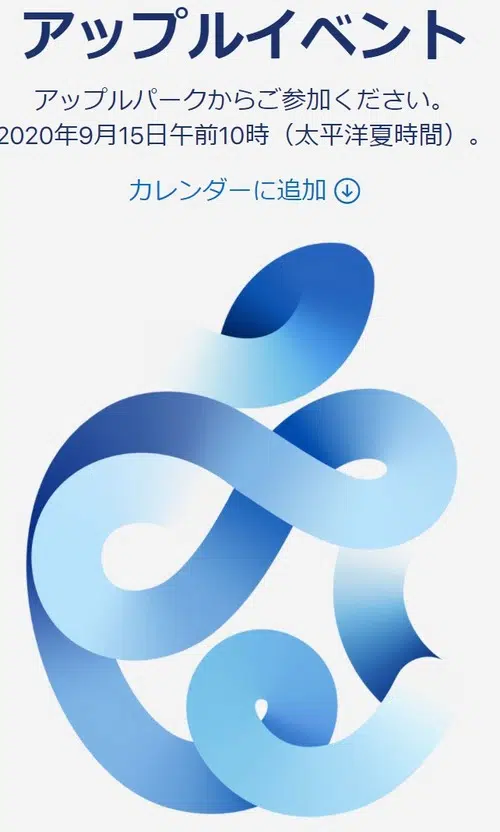 アップルイベント
アップルパークからご参加ください。
2020年9月15日午前10時（太平洋夏時間）。
カレンダーに追加